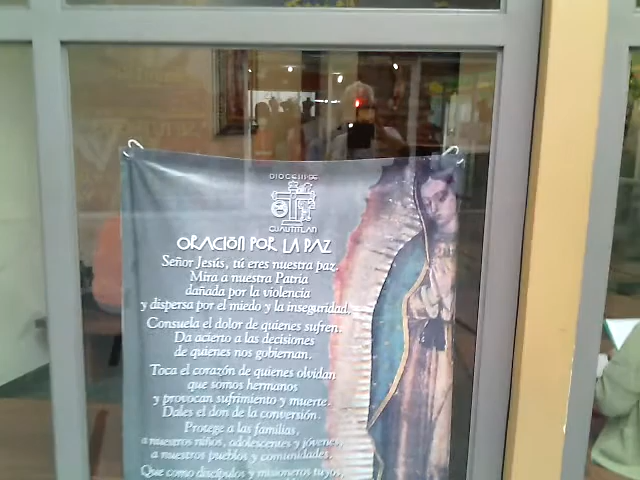 DIOCESIS DE
CUAUTITLAN
ORACION POR LA PAZ
Señor Jesús, tú eres nuestra paz.
Mira a nuestra Patria
dañada por la violencia
y dispersa por el miedo y la inseguridad.
Consuela el dolor de quienes sufren.
Da acierto a las decisiones
de quienes nos gobiernan.
Toca el corazón de quienes olvidan
que somos hermanos
y provocan sufrimiento y muerte.
Dales el don de la conversión.
Protege a las familias,
a nuestros niños, adolescentes y jóvenes,
a nuestros pueblos y comunidades.
Que como discípulos y misioneros tuyos,